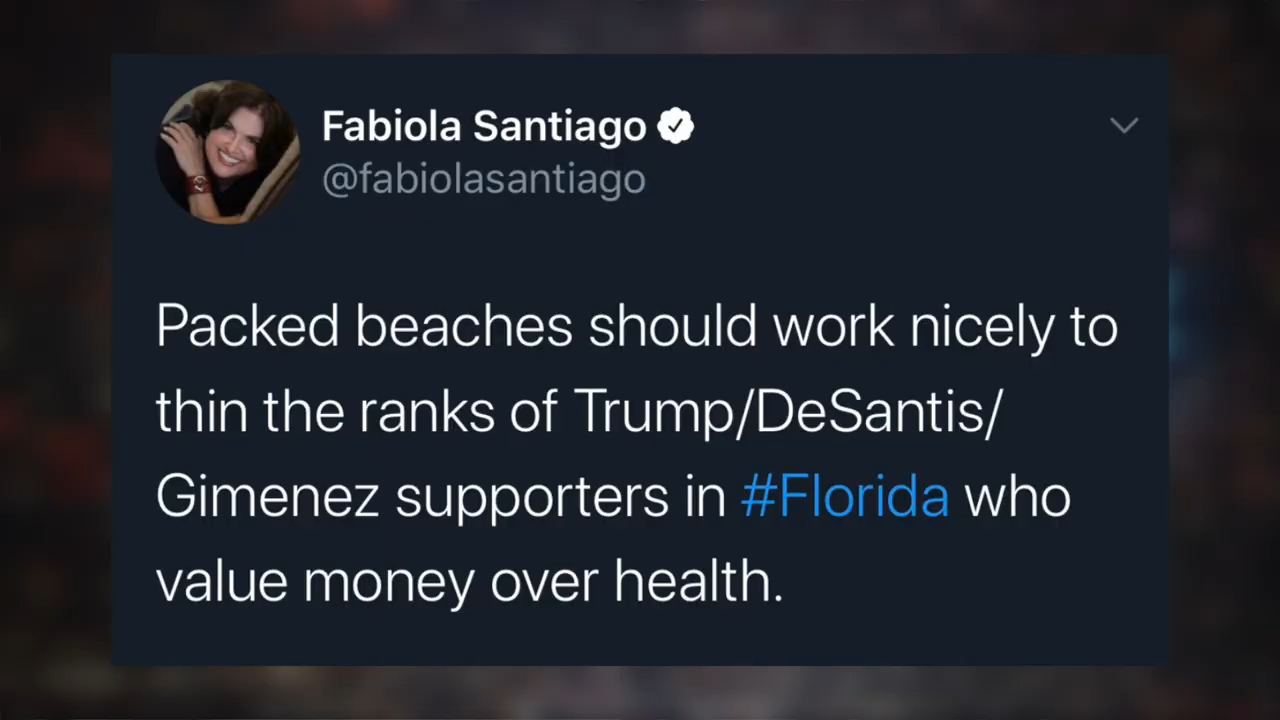 Fabiola Santiago
@fabiolasantiago
Packed beaches should work nicely to
thin the ranks of Trump/DeSantis/
Gimenez supporters in #Florida who
value money over health.